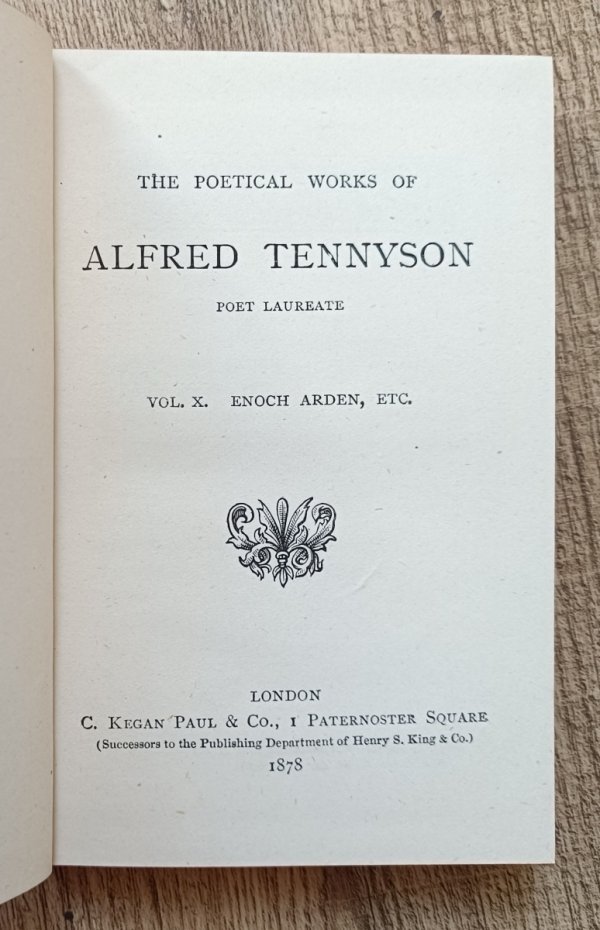 THE POETICAL WORKS OF
ALFRED TENNYSON
POET LAUREATE
VOL. X. ENOCH ARDEN, ETC.
LONDON
C. KEGAN PAUL & CO., 1 PATERNOSTER SQUARE
(Successors to the Publishing Department of Henry S. King & Co.)
1878